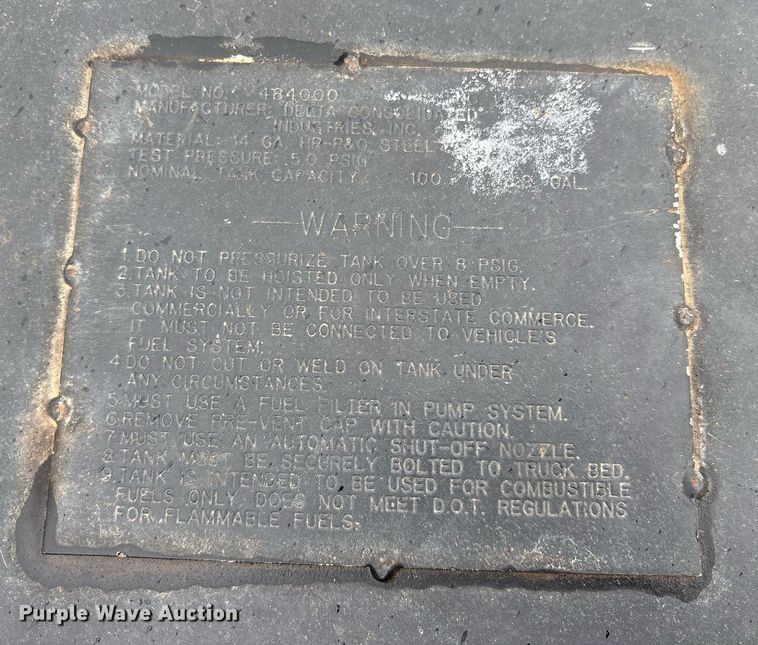 MODEL NO. 484000
MANUFACTURER: DELTA CONSOLIDATED
INDUSTRIES, INC.
MATERIAL: 14 GA. HR-P&O STEEL
TEST PRESSURE: 5.0 PSIG
NOMINAL TANK CAPACITY 100 GAL.
WARNING
1. DO NOT PRESSURIZE TANK OVER 8 PSIG.
2. TANK TO BE HOISTED ONLY WHEN EMPTY.
3. TANK IS NOT INTENDED TO BE USED
COMMERCIALLY OR FOR INTERSTATE COMMERCE.
IT MUST NOT BE CONNECTED TO VEHICLE'S
FUEL SYSTEM.
4. DO NOT CUT OR WELD ON TANK UNDER
ANY CIRCUMSTANCES.
5. MUST USE A FUEL FILTER IN PUMP SYSTEM.
6. REMOVE PRE-VENT CAP WITH CAUTION.
7. MUST USE AN AUTOMATIC SHUT-OFF NOZZLE.
8. TANK MUST BE SECURELY BOLTED TO TRUCK BED.
9. TANK IS INTENDED TO BE USED FOR COMBUSTIBLE
FUELS ONLY. DOES NOT MEET D.O.T. REGULATIONS
FOR FLAMMABLE FUELS.
Purple Wave Auction